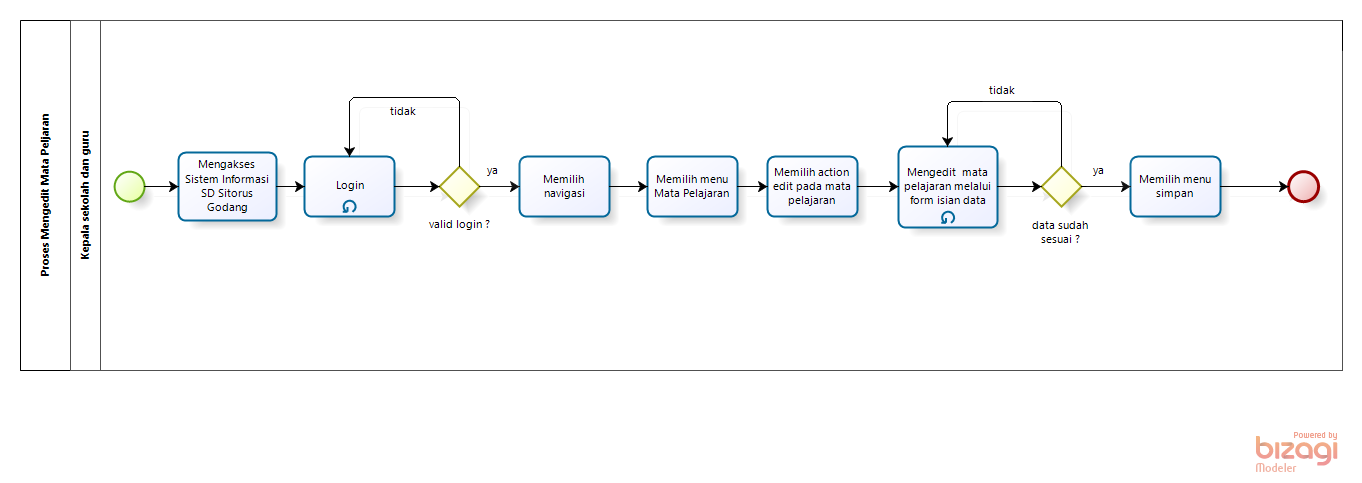 Proses Mengedit Mata Peljaran
Kepala sekolah dan guru
Mengakses
Sistem Informasi
SD Sitorus
Godang
Login
tidak
valid login ?
ya
Memilih
navigasi
Memilih menu
Mata Pelajaran
Memilih action
edit pada mata
pelajaran
Mengedit mata
pelajaran melalui
form isian data
tidak
data sudah
sesuai ?
ya
Memilih menu
simpan
Powered by
bizagi
Modeler